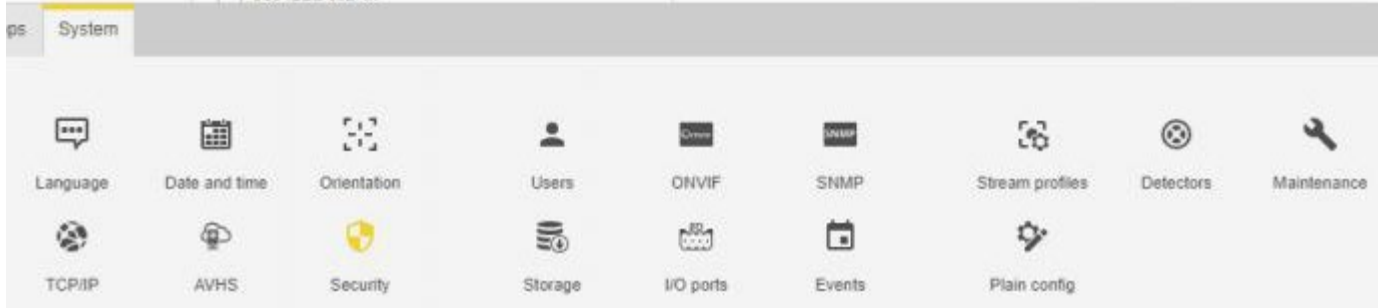 ps System
Language Date and time Orientation Users ONVIF SNMP Stream profiles Detectors Maintenance
TCP/IP AVHS Security Storage I/O ports Events Plain config